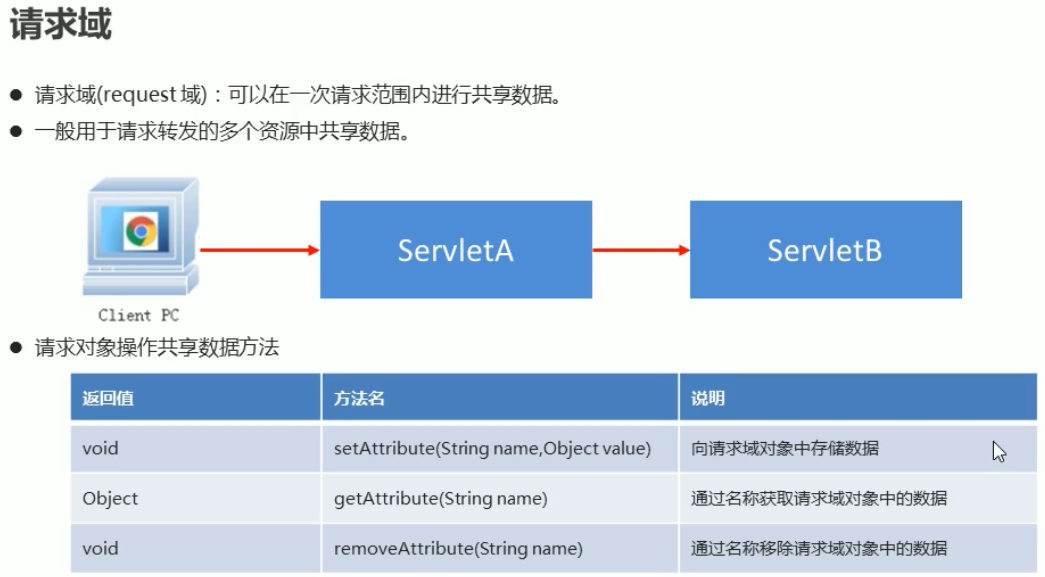 请求域
● 请求域(request 域)：可以在一次请求范围内进行共享数据。
● 一般用于请求转发的多个资源中共享数据。
ServletA
ServletB
Client PC
● 请求对象操作共享数据方法
返回值 方法名 说明
void setAttribute(String name,Object value) 向请求域对象中存储数据
Object getAttribute(String name) 通过名称获取请求域对象中的数据
void removeAttribute(String name) 通过名称移除请求域对象中的数据